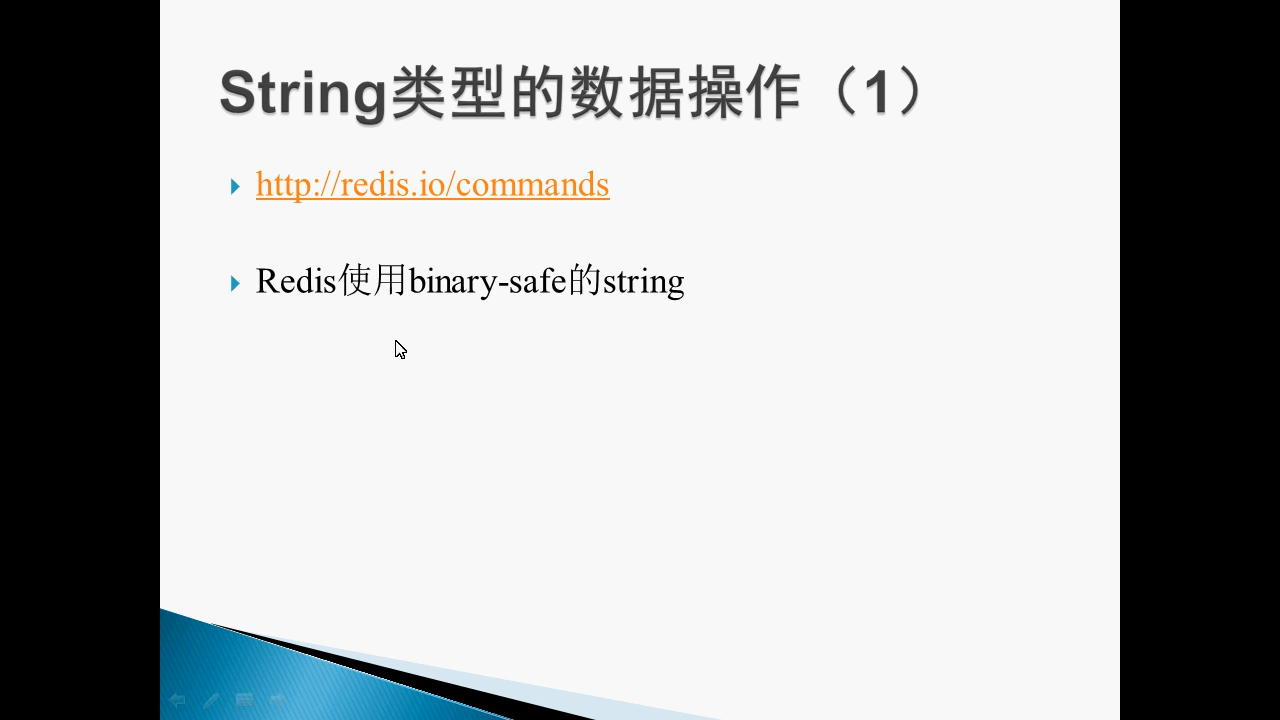 String类型的数据操作（1）
http://redis.io/commands
Redis使用binary-safe的string